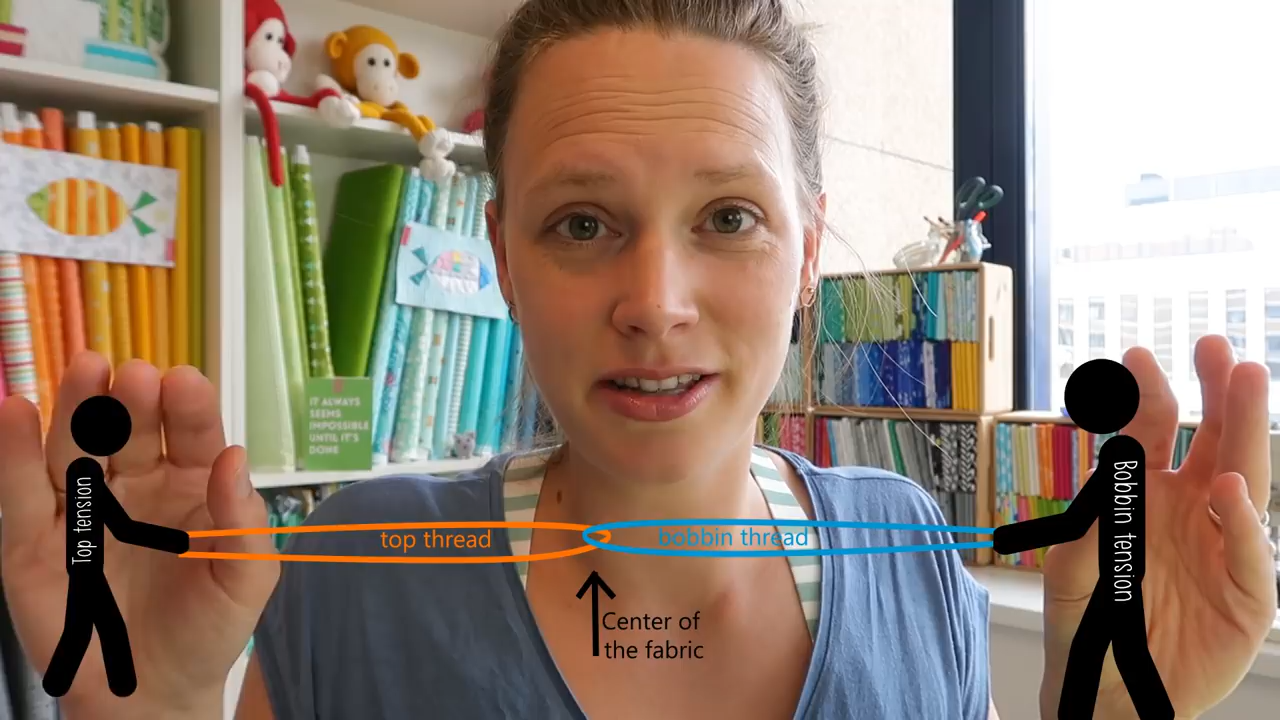 IT ALWAYS
SEEMS
IMPOSSIBLE
UNTIL IT'S
DONE
Top tension
top thread
bobbin thread
Bobbin tension
Center of
the fabric